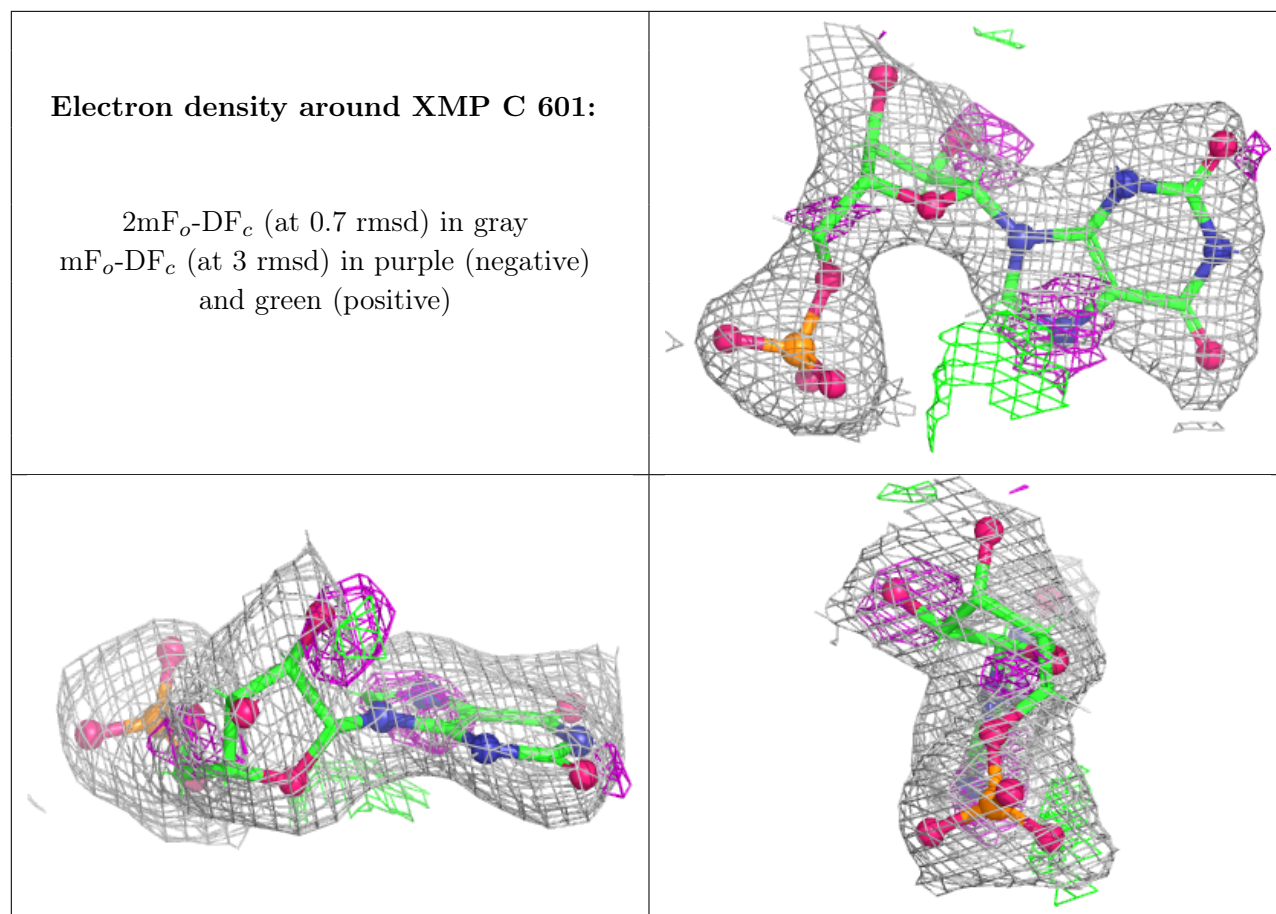 Electron density around XMP C 601:
2mFₒ-DF𝒸 (at 0.7 rmsd) in gray
mFₒ-DF𝒸 (at 3 rmsd) in purple (negative)
and green (positive)